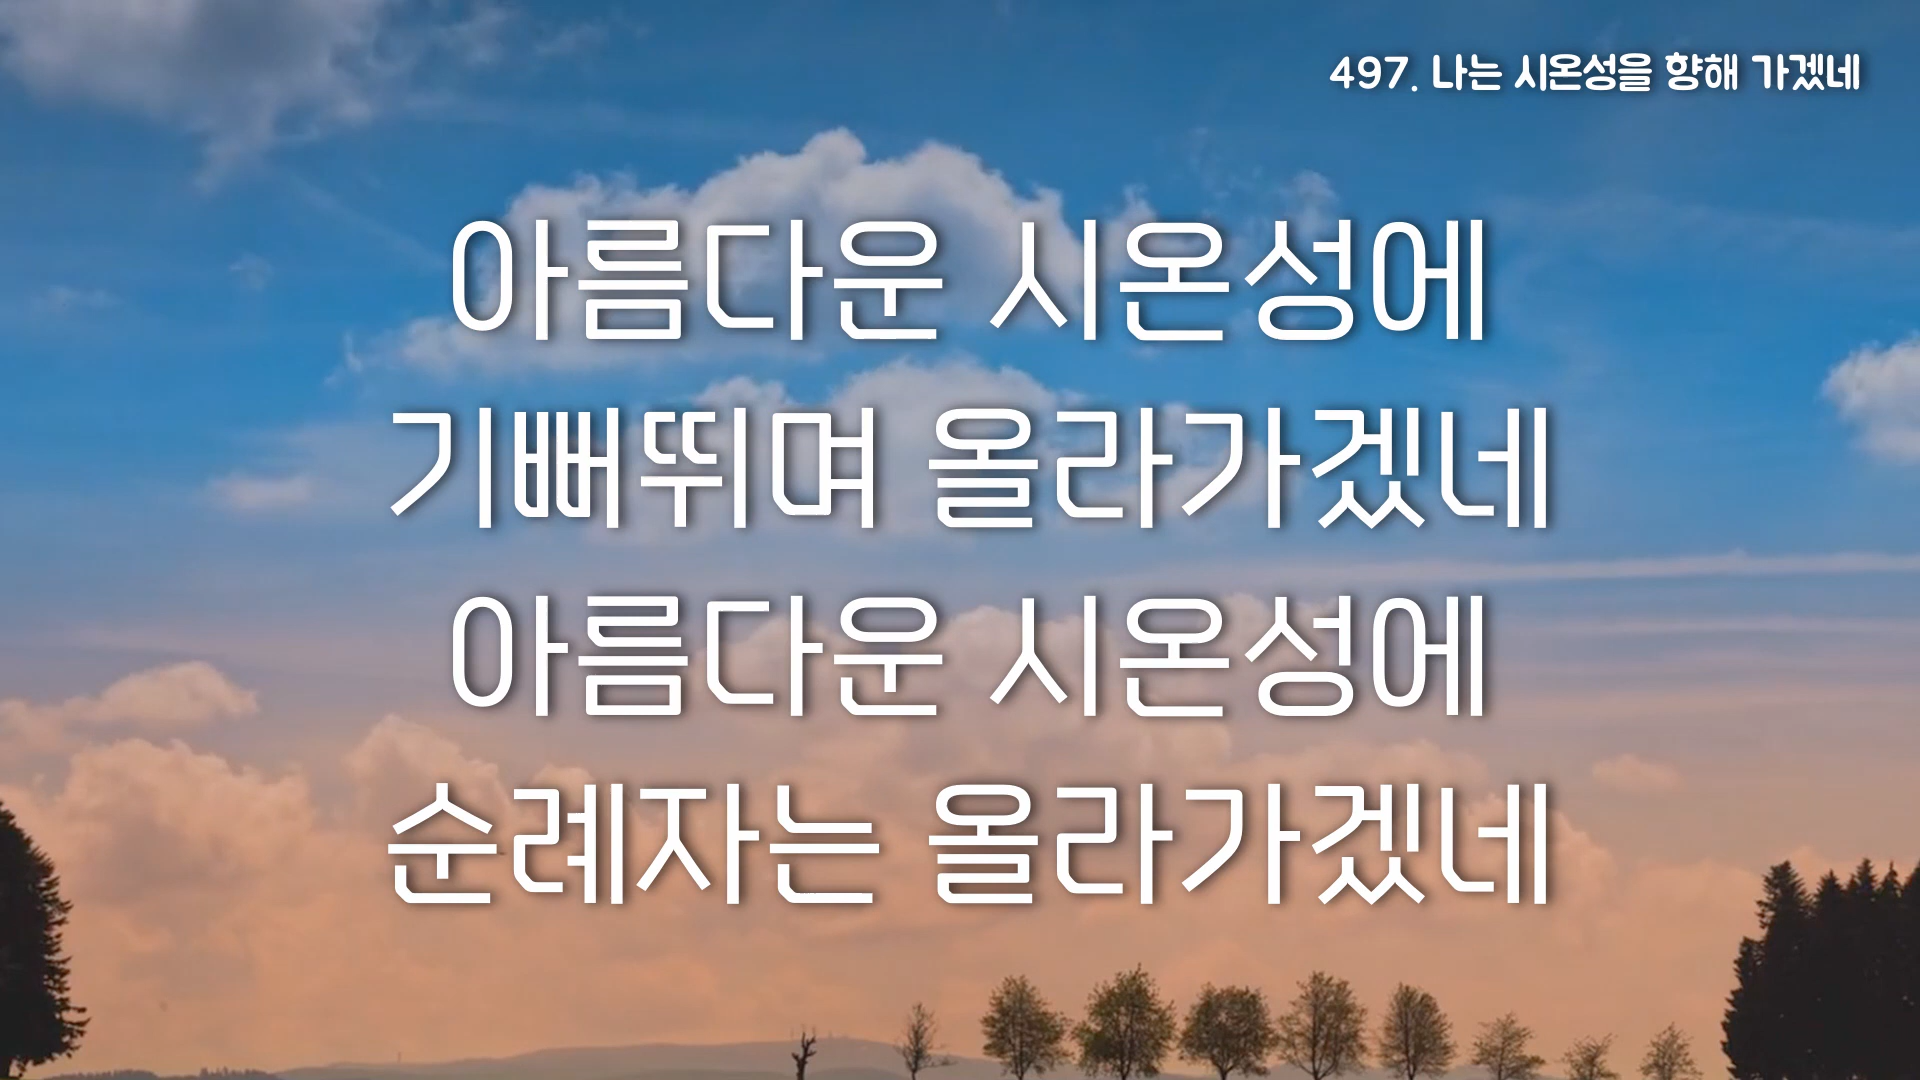 497. 나는 시온성을 향해 가겠네
아름다운 시온성에
기뻐뛰며 올라가겠네
아름다운 시온성에
순례자는 올라가겠네